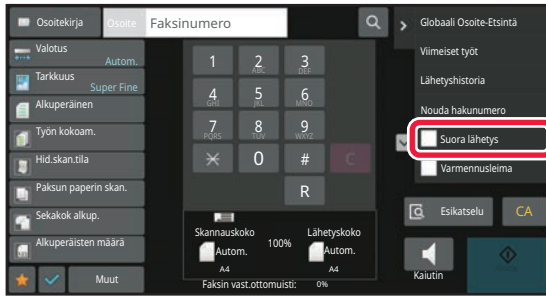 Osoitekirja
Osoite
Faksinumero
Valotus
Autom.
Tarkkuus
Super Fine
Alkuperäinen
Työn kokoam.
Hid.skan.tila
Paksun paperin skan.
Sekakok alkup.
Alkuperäisten määrä
Muut
1
2
ABC
3
DEF
4
GHI
5
JKL
6
MNO
7
PQRS
8
TUV
9
WXYZ
0
#
C
R
Skannauskoko
Autom.
A4
100%
Lähetyskoko
Autom.
A4
Faksin vast.ottomuisti: 0%
Globaali Osoite-Etsintä
Viimeiset työt
Lähetyshistoria
Nouda hakunumero
Suora lähetys
Varmennusleima
Esikatselu
CA
Kaiutin